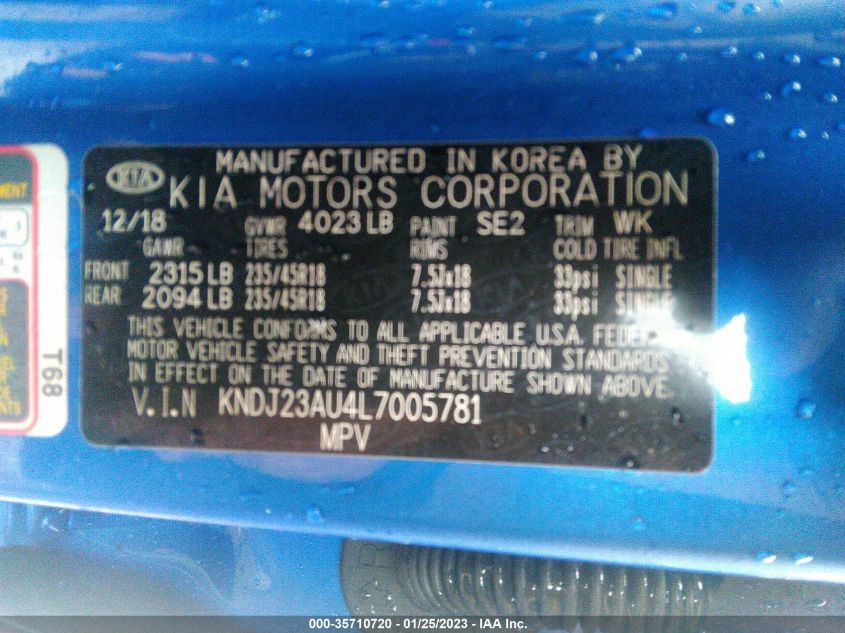 MANUFACTURED IN KOREA BY
KIA KIA MOTORS CORPORATION
12/18 GVWR 4023 LB PAINT SE2 TRIM WK
GAWR TIRES RIMS COLD TIRE INFL
FRONT 2315 LB 235/45R18 7.5Jx18 33psi SINGLE
REAR 2094 LB 235/45R18 7.5Jx18 33psi SINGLE
THIS VEHICLE CONFORMS TO ALL APPLICABLE U.S.A. FEDER
MOTOR VEHICLE SAFETY AND THEFT PREVENTION STANDARDS
IN EFFECT ON THE DATE OF MANUFACTURE SHOWN ABOVE.
V.I.N KNDJ23AU4L7005781
MPV
T68
000-35710720 - 01/25/2023 - IAA Inc.